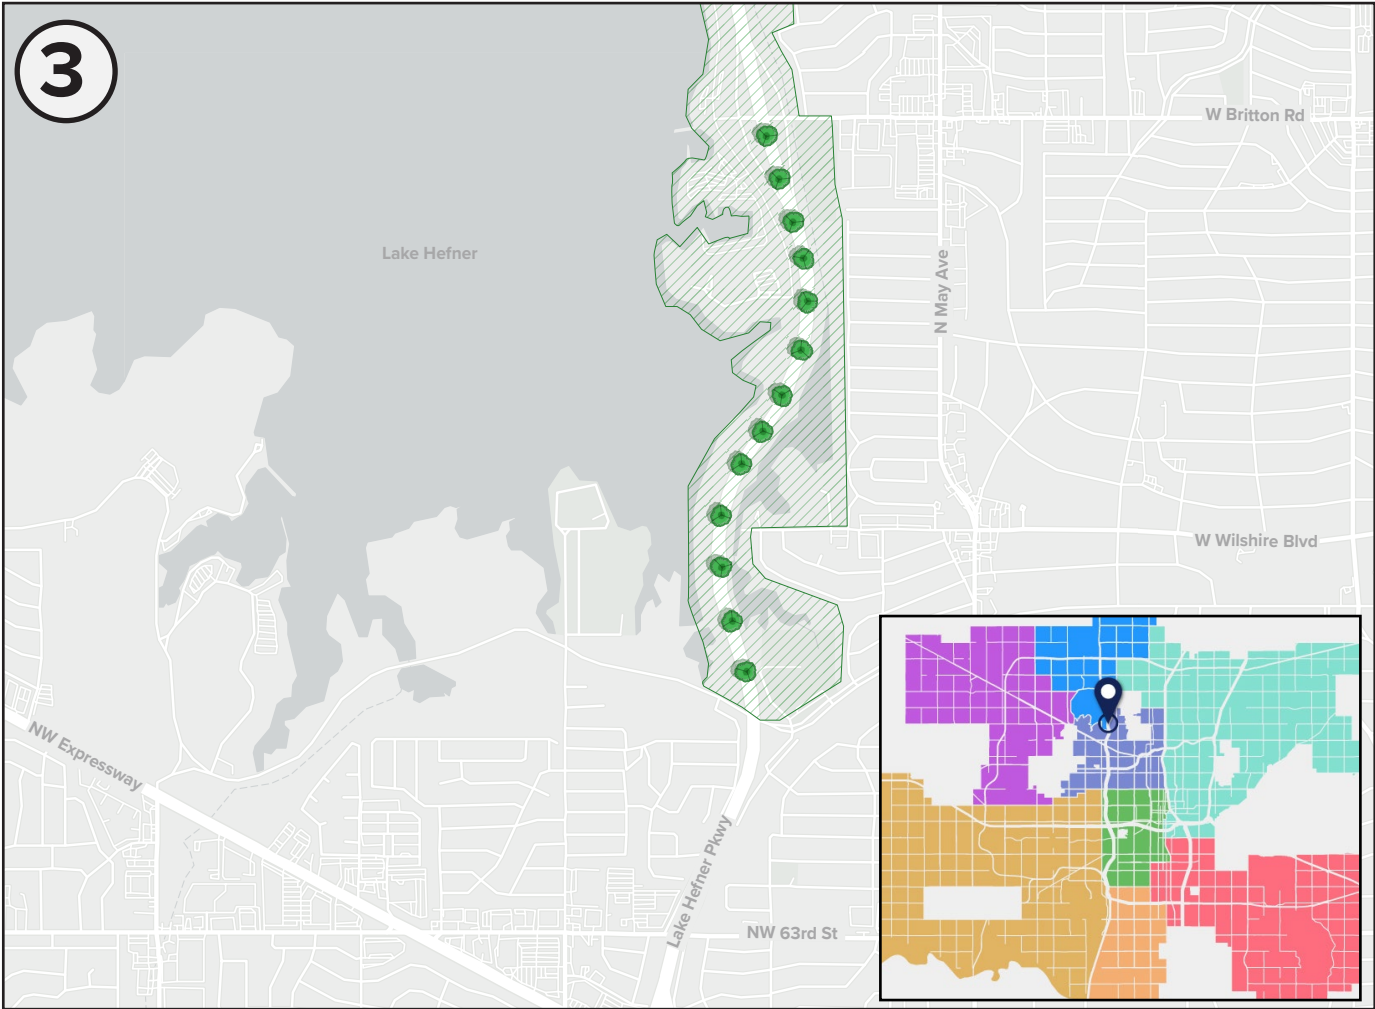 3
W Britton Rd
Lake Hefner
N May Ave
W Wilshire Blvd
NW Expressway
Lake Hefner Pkwy
NW 63rd St